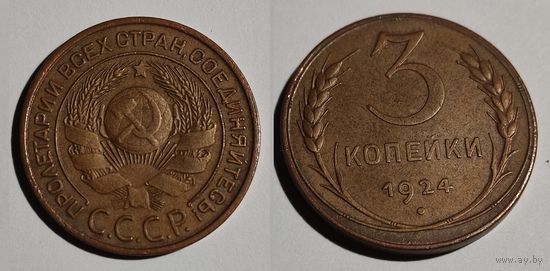 ПРОЛЕТАРИИ ВСЕХ СТРАН, СОЕДИНЯЙТЕСЬ!
С.С.С.Р.
3
КОПЕЙКИ
1924
www.ay.by